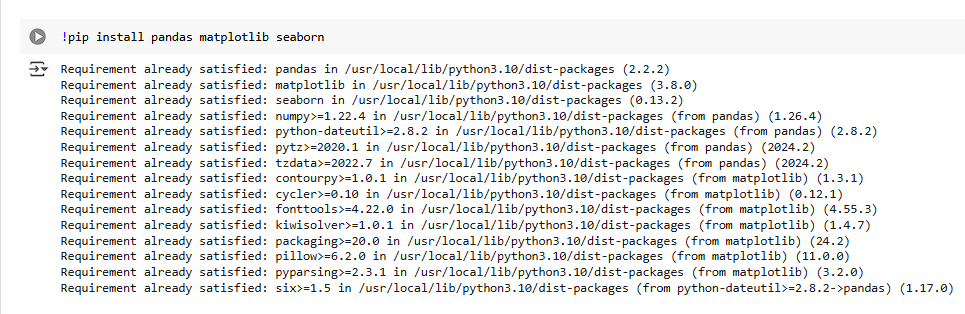 !pip install pandas matplotlib seaborn
Requirement already satisfied: pandas in /usr/local/lib/python3.10/dist-packages (2.2.2)
Requirement already satisfied: matplotlib in /usr/local/lib/python3.10/dist-packages (3.8.0)
Requirement already satisfied: seaborn in /usr/local/lib/python3.10/dist-packages (0.13.2)
Requirement already satisfied: numpy>=1.22.4 in /usr/local/lib/python3.10/dist-packages (from pandas) (1.26.4)
Requirement already satisfied: python-dateutil>=2.8.2 in /usr/local/lib/python3.10/dist-packages (from pandas) (2.8.2)
Requirement already satisfied: pytz>=2020.1 in /usr/local/lib/python3.10/dist-packages (from pandas) (2024.2)
Requirement already satisfied: tzdata>=2022.7 in /usr/local/lib/python3.10/dist-packages (from pandas) (2024.2)
Requirement already satisfied: contourpy>=1.0.1 in /usr/local/lib/python3.10/dist-packages (from matplotlib) (1.3.1)
Requirement already satisfied: cycler>=0.10 in /usr/local/lib/python3.10/dist-packages (from matplotlib) (0.12.1)
Requirement already satisfied: fonttools>=4.22.0 in /usr/local/lib/python3.10/dist-packages (from matplotlib) (4.55.3)
Requirement already satisfied: kiwisolver>=1.0.1 in /usr/local/lib/python3.10/dist-packages (from matplotlib) (1.4.7)
Requirement already satisfied: packaging>=20.0 in /usr/local/lib/python3.10/dist-packages (from matplotlib) (24.2)
Requirement already satisfied: pillow>=6.2.0 in /usr/local/lib/python3.10/dist-packages (from matplotlib) (11.0.0)
Requirement already satisfied: pyparsing>=2.3.1 in /usr/local/lib/python3.10/dist-packages (from matplotlib) (3.2.0)
Requirement already satisfied: six>=1.5 in /usr/local/lib/python3.10/dist-packages (from python-dateutil>=2.8.2->pandas) (1.17.0)